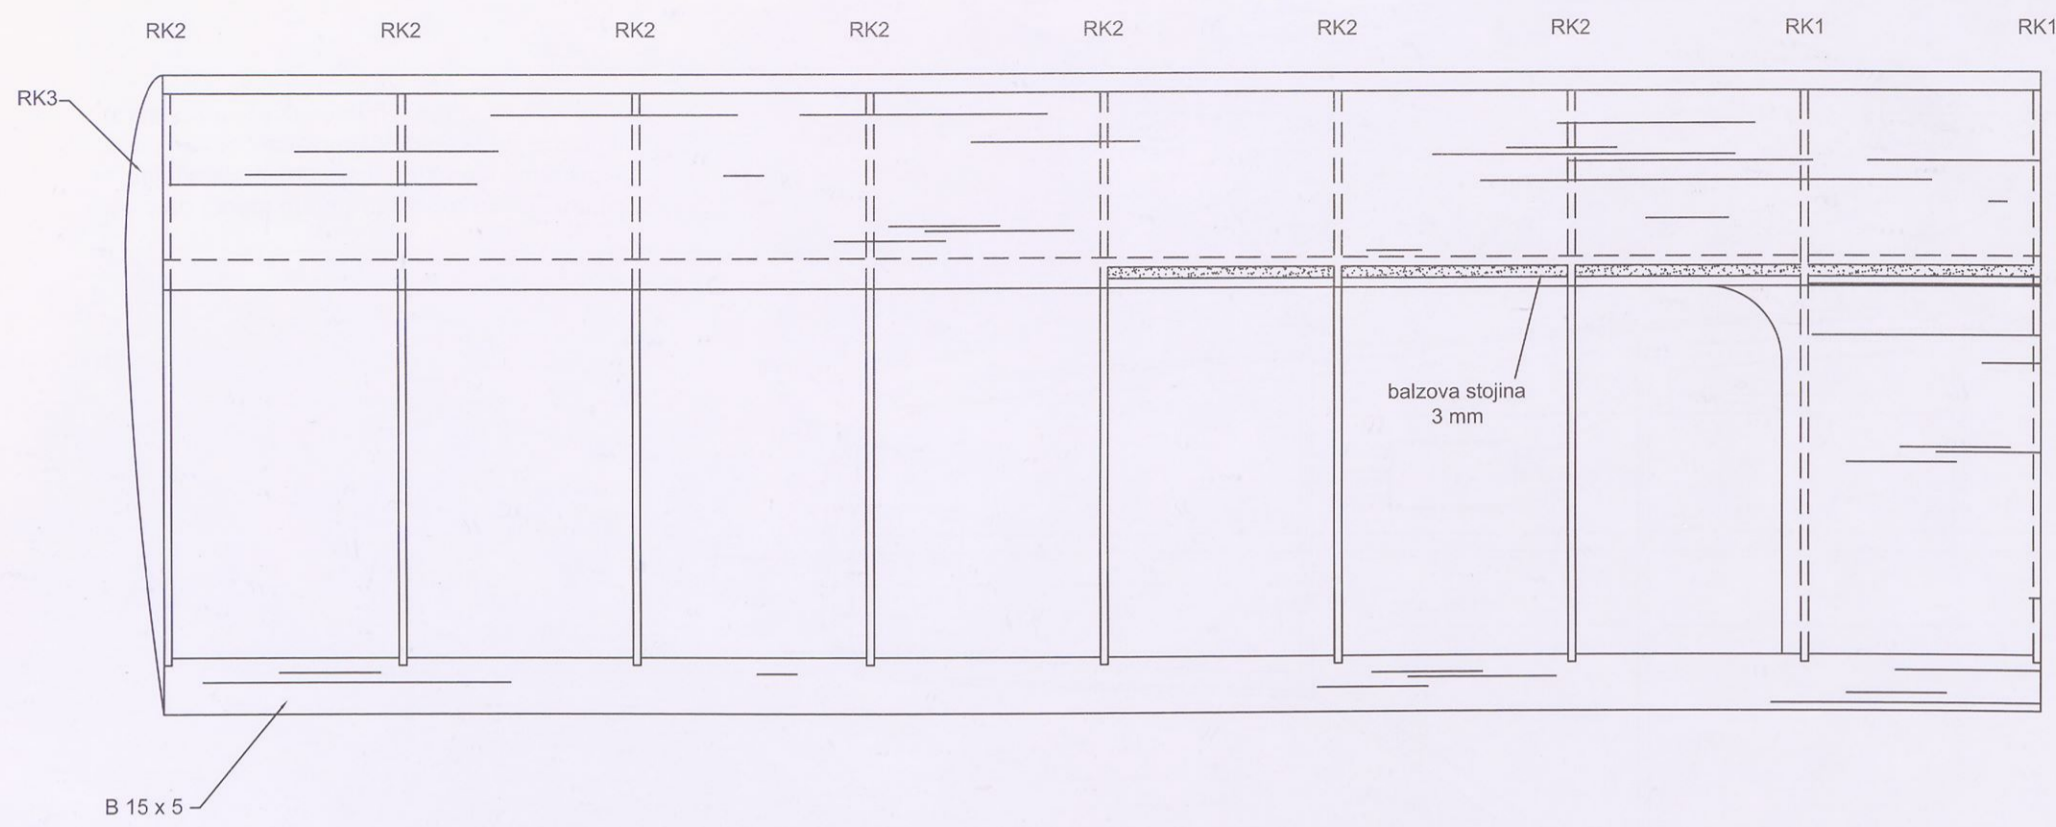 RK2 RK2 RK2 RK2 RK2 RK2 RK2 RK1 RK1
RK3
balzova stojina
3 mm
B 15 x 5